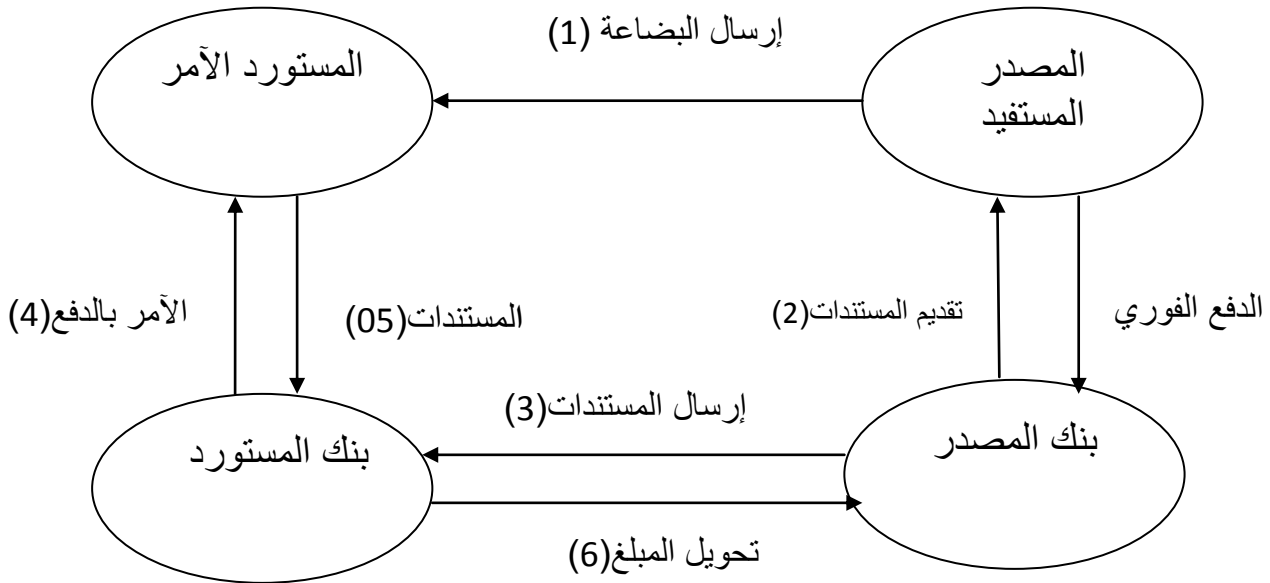 إرسال البضاعة (1)
المصدر
المستفيد
المستورد الآمر
الدفع الفوري
تقديم المستندات(2)
المستندات(05)
الآمر بالدفع(4)
إرسال المستندات(3)
بنك المصدر
بنك المستورد
تحويل المبلغ(6)